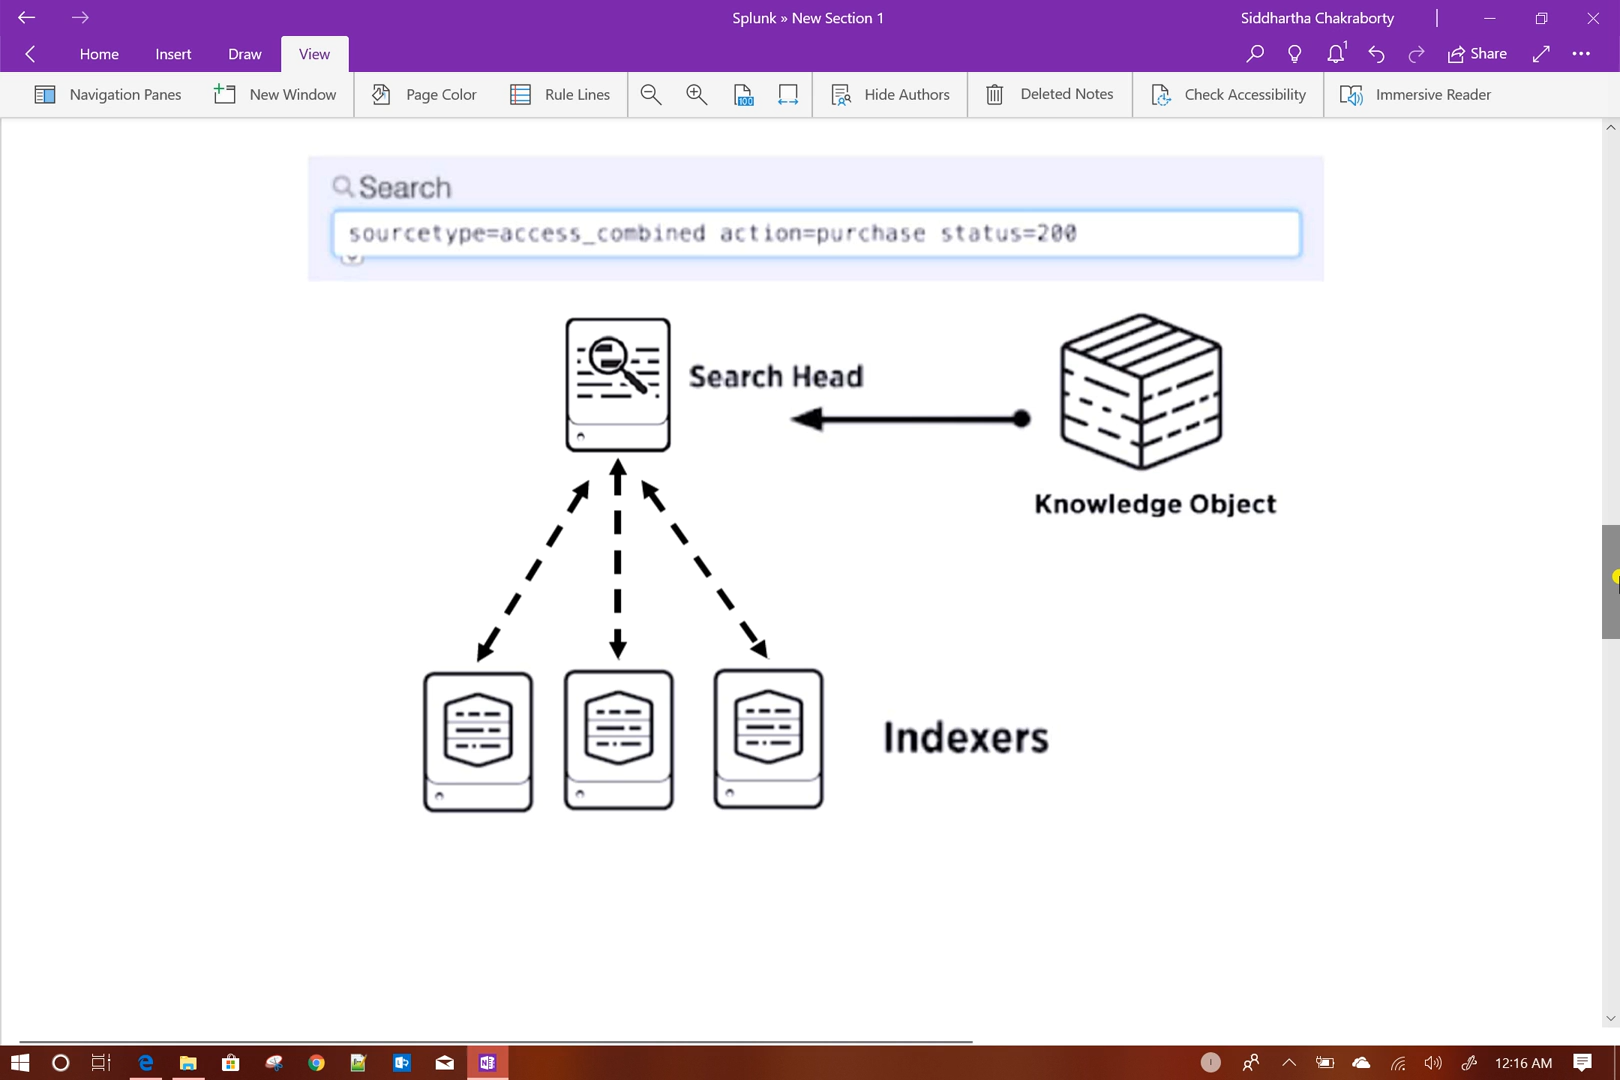 Splunk » New Section 1
Siddhartha Chakraborty
Home Insert Draw View
1
Share
Navigation Panes New Window Page Color Rule Lines 100 Hide Authors Deleted Notes Check Accessibility Immersive Reader
Search
sourcetype=access_combined action=purchase status=200
Search Head
Knowledge Object
Indexers
12:16 AM